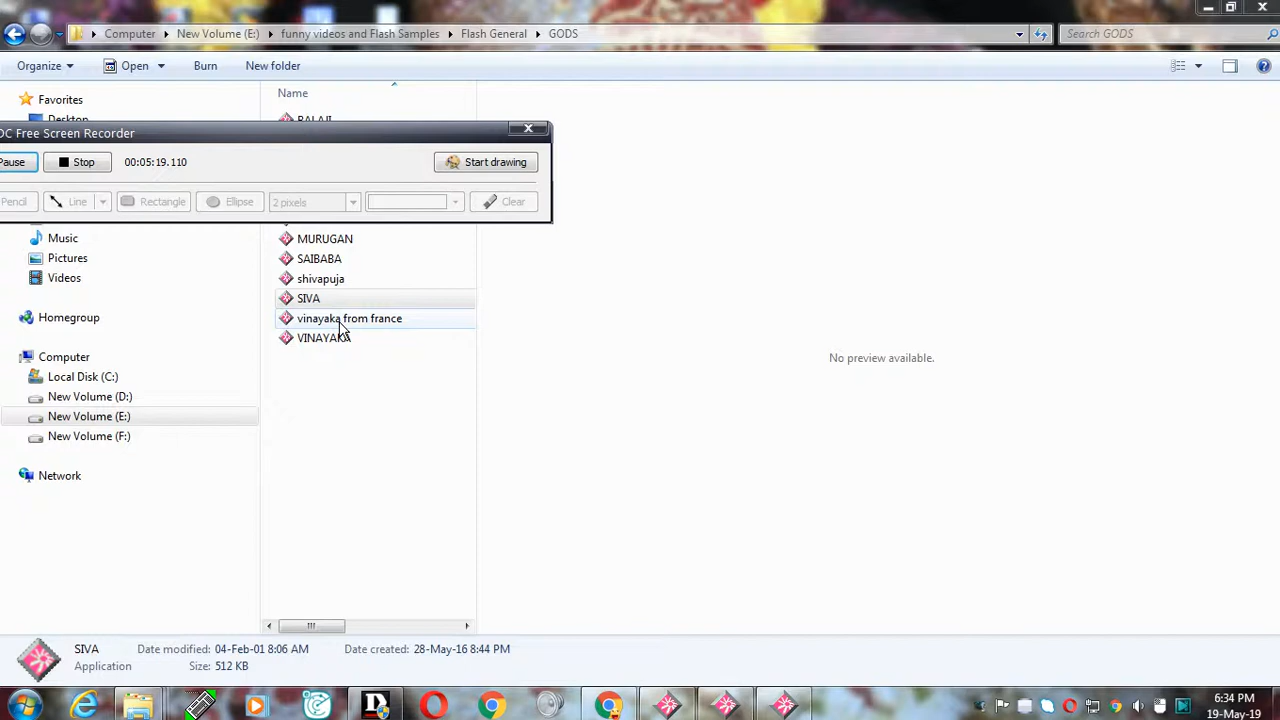 Computer New Volume (E:) funny videos and Flash Samples Flash General GODS
Search GODS
Organize Open Burn New folder
Favorites
Name
Desktop
BALAJI
DC Free Screen Recorder
Pause Stop 00:05:19.110 Start drawing
Pencil Line Rectangle Ellipse 2 pixels Clear
Music
Pictures
Videos
Homegroup
Computer
Local Disk (C:)
New Volume (D:)
New Volume (E:)
New Volume (F:)
Network
MURUGAN
SAIBABA
shivapuja
SIVA
vinayaka from france
VINAYAKA
No preview available.
SIVA Date modified: 04-Feb-01 8:06 AM Date created: 28-May-16 8:44 PM
Application Size: 512 KB
6:34 PM
19-May-19